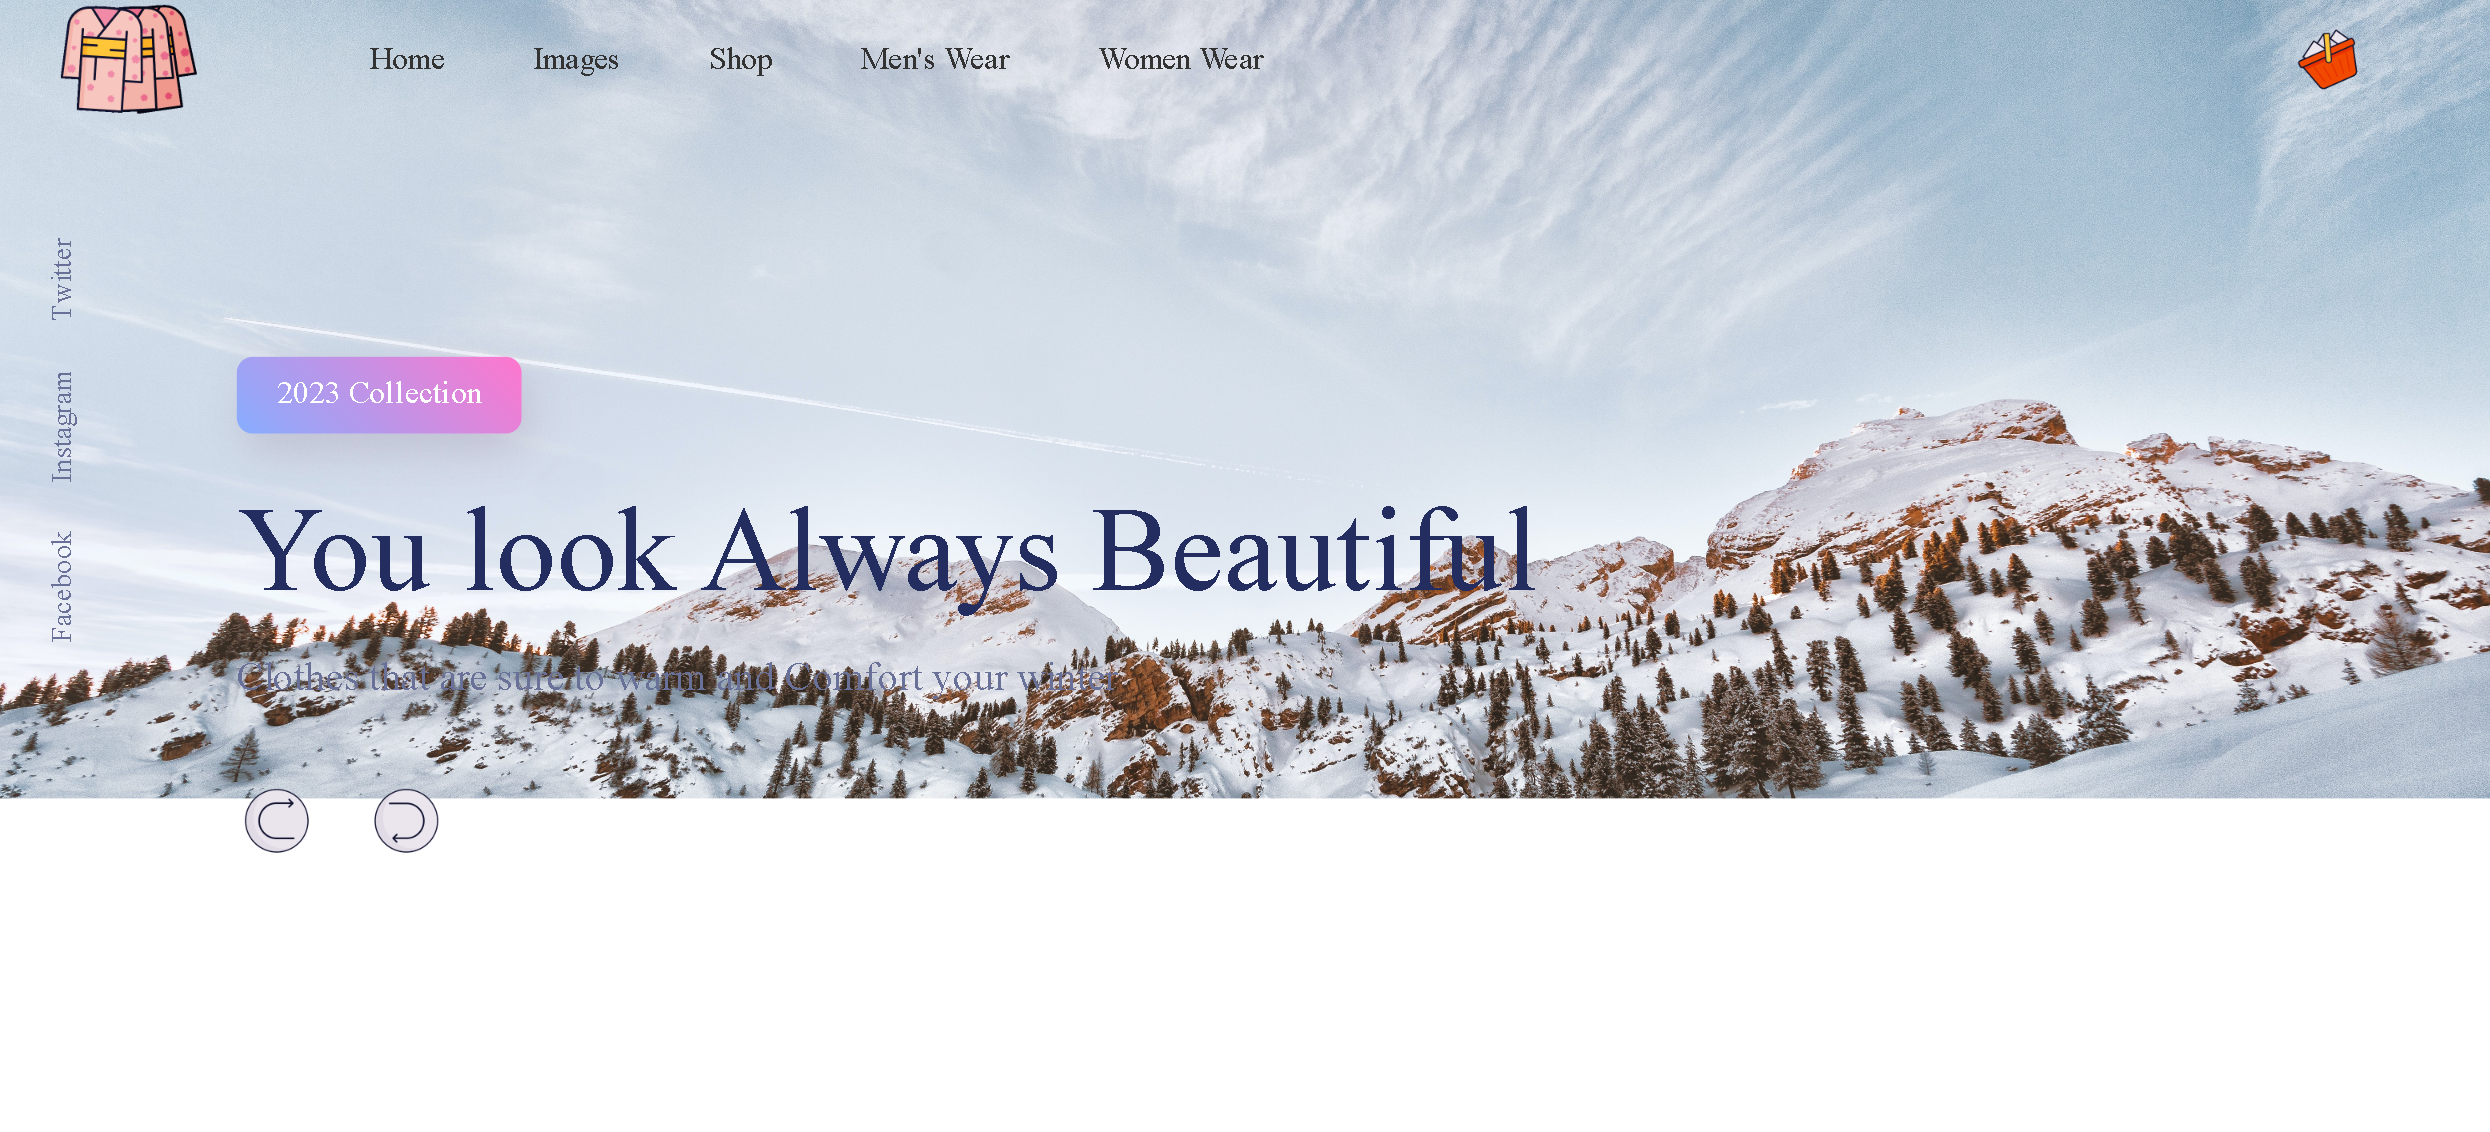 Home
Images
Shop
Men's Wear
Women Wear
Twitter
Instagram
Facebook
2023 Collection
You look Always Beautiful
Clothes that are sure to warm and Comfort your winter